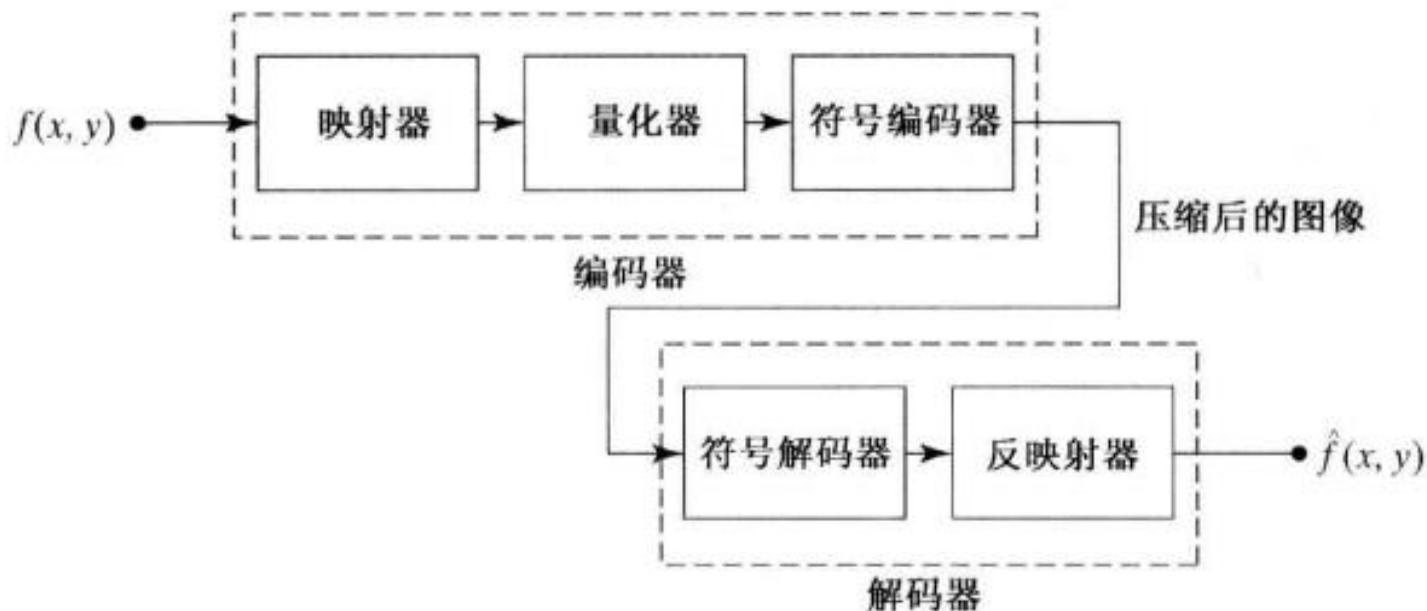 f(x, y)
映射器
量化器
符号编码器
压缩后的图像
编码器
符号解码器
反映射器
f̂(x, y)
解码器